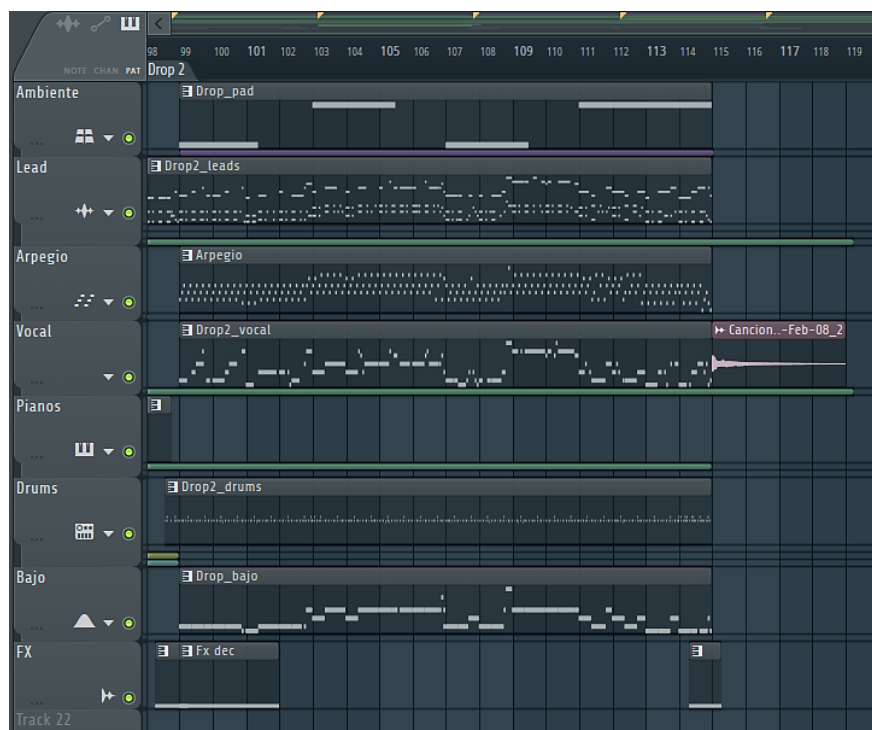 98 99 100 101 102 103 104 105 106 107 108 109 110 111 112 113 114 115 116 117 118 119
NOTE CHAN PAT
Drop 2
Ambiente
Drop_pad
Lead
Drop2_leads
Arpegio
Arpegio
Vocal
Drop2_vocal
Cancion..-Feb-08_2
Pianos
Drums
Drop2_drums
Bajo
Drop_bajo
FX
Fx dec
Track 22